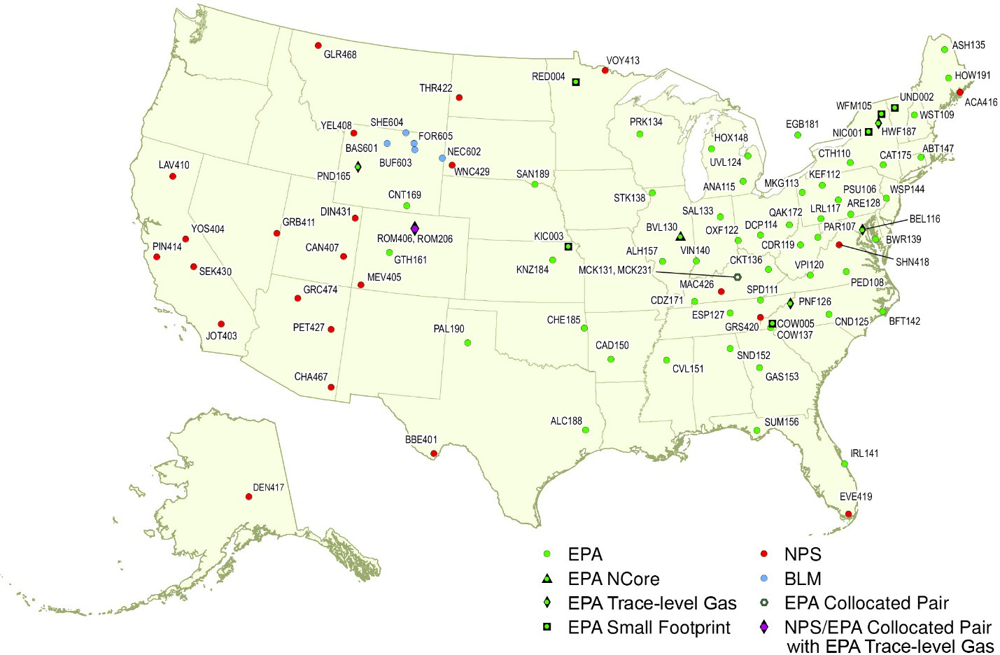 ASH135
GLR468
VOY413
RED004
HOW191
THR422
UND002
ACA416
WFM105
WST109
YEL408
SHE604
PRK134
EGB181
NIC001
HWF187
FOR605
HOX148
BAS601
NEC602
CTH110
CAT175
ABT147
BUF603
UVL124
LAV410
WNC429
PND165
SAN189
KEF112
MKG113
ANA115
PSU106
WSP144
CNT169
STK138
LRL117
ARE128
DIN431
SAL133
QAK172
BEL116
GRB411
BVL130
OXF122
DCP114
PAR107
YOS404
ROM406, ROM206
KIC003
BWR139
PIN414
CAN407
ALH157
VIN140
CDR119
GTH161
CKT136
SHN418
SEK430
KNZ184
MCK131, MCK231
VPI120
MEV405
MAC426
PED108
GRC474
SPD111
CDZ171
PNF126
ESP127
CHE185
PET427
PAL190
GRS420
COW005
CND125
BFT142
JOT403
COW137
CAD150
SND152
CVL151
CHA467
GAS153
ALC188
SUM156
BBE401
IRL141
DEN417
EVE419
EPA
EPA NCore
EPA Trace-level Gas
EPA Small Footprint
NPS
BLM
EPA Collocated Pair
NPS/EPA Collocated Pair
with EPA Trace-level Gas